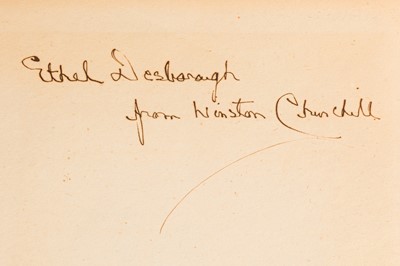 Ethel Desborough
from Winston Churchill